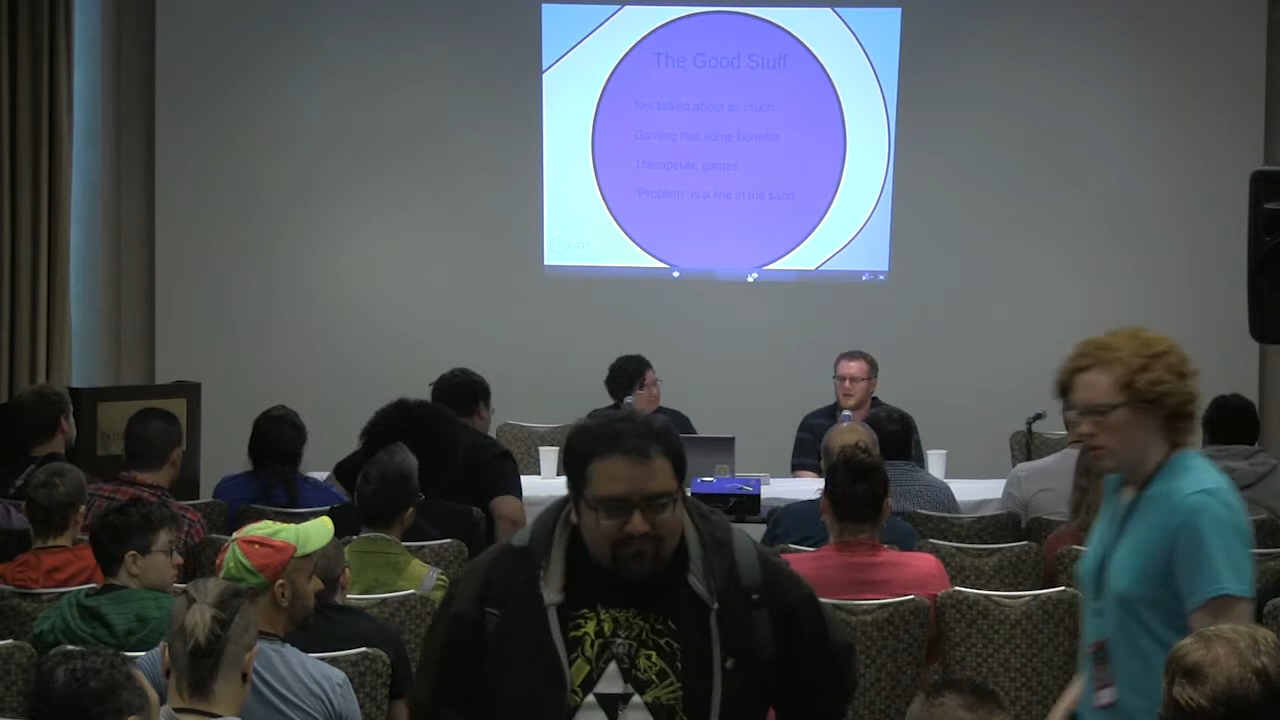 The Good Stuff
Not talked about as much
Gaming has some benefits
Therapeutic games
"Problem" is a line in the sand